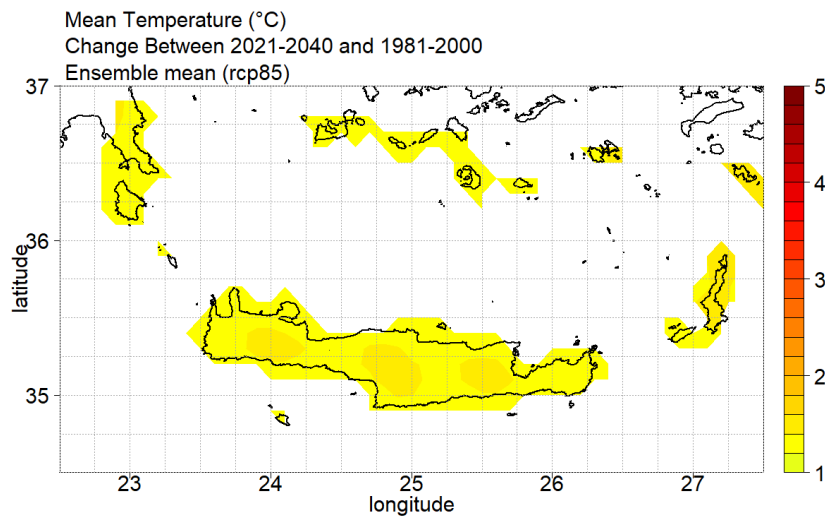 Mean Temperature (°C)
Change Between 2021-2040 and 1981-2000
Ensemble mean (rcp85)
37
36
35
latitude
23
24
25
26
27
longitude
5
4
3
2
1